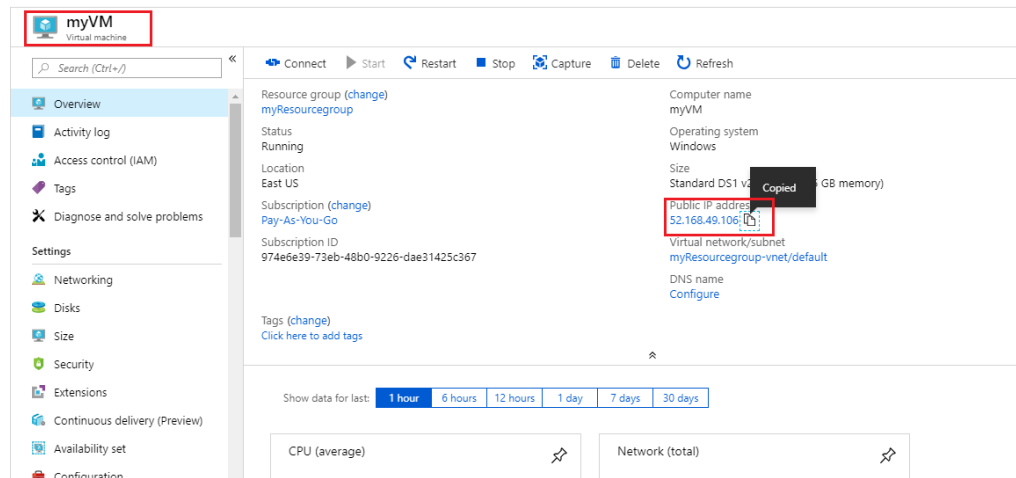 myVM
Virtual machine
Search (Ctrl+/)
«
Overview
Activity log
Access control (IAM)
Tags
Diagnose and solve problems
Settings
Networking
Disks
Size
Security
Extensions
Continuous delivery (Preview)
Availability set
Configuration
Connect Start Restart Stop Capture Delete Refresh
Resource group (change)
myResourcegroup
Status
Running
Location
East US
Subscription (change)
Pay-As-You-Go
Subscription ID
974e6e39-73eb-48b0-9226-dae31425c367
Computer name
myVM
Operating system
Windows
Size
Standard DS1 GB memory)
Copied
Public IP
52.168.49.106
Virtual network/subnet
myResourcegroup-vnet/default
DNS name
Configure
Tags (change)
Click here to add tags
Show data for last: 1 hour 6 hours 12 hours 1 day 7 days 30 days
CPU (average)
Network (total)